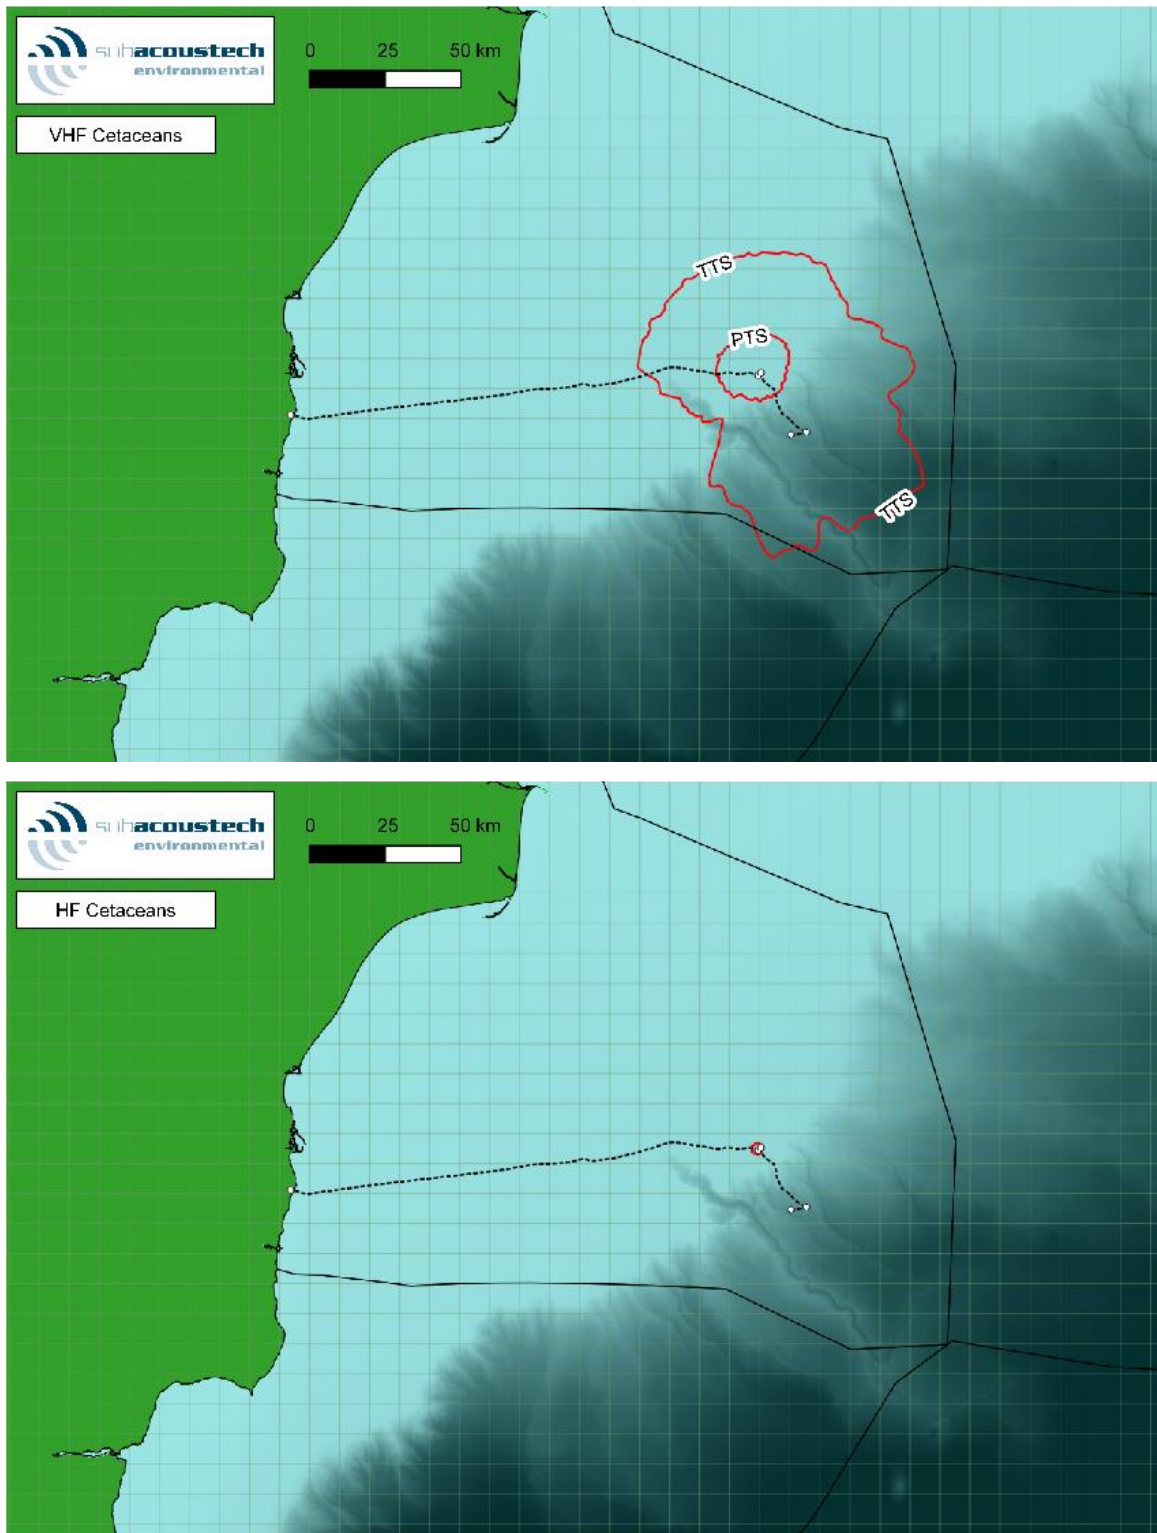 subacoustech
environmental
0 25 50 km
VHF Cetaceans
TTS
PTS
TTS
subacoustech
environmental
0 25 50 km
HF Cetaceans